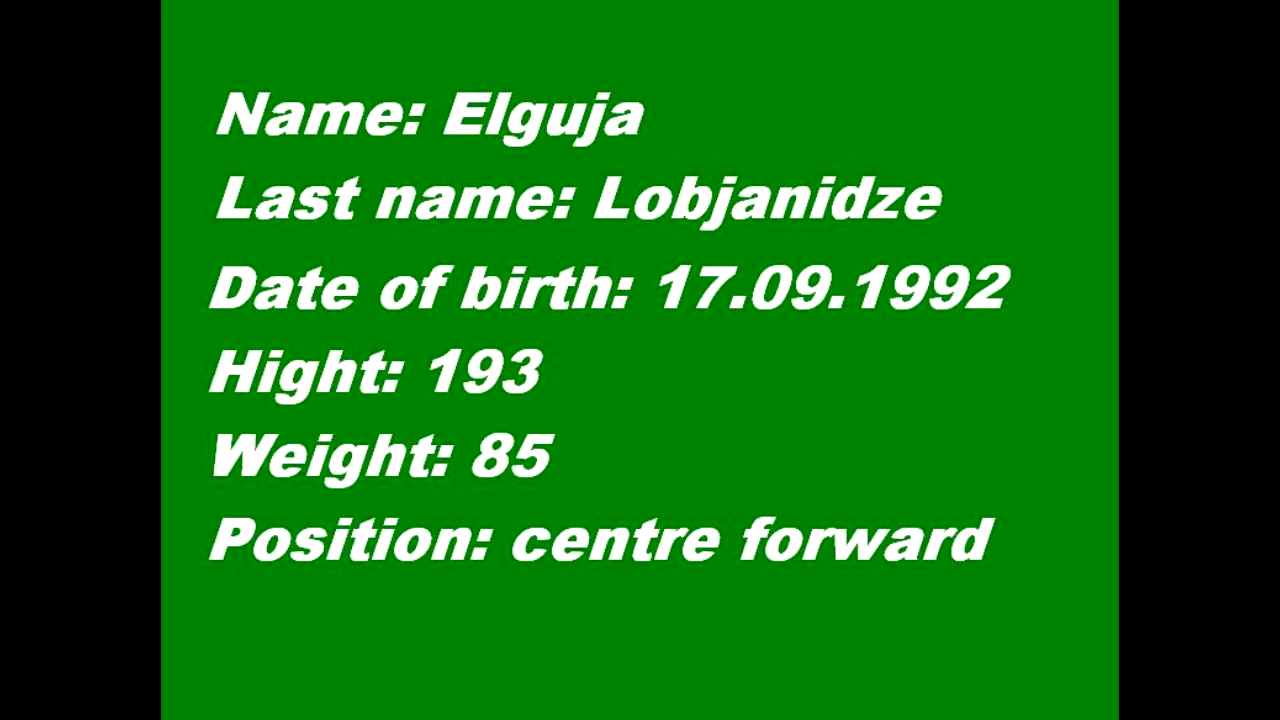 Name: Elguja
Last name: Lobjanidze
Date of birth: 17.09.1992
Hight: 193
Weight: 85
Position: centre forward